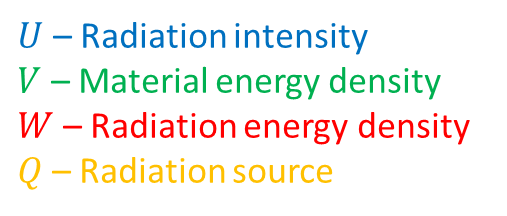 U – Radiation intensity
V – Material energy density
W – Radiation energy density
Q – Radiation source